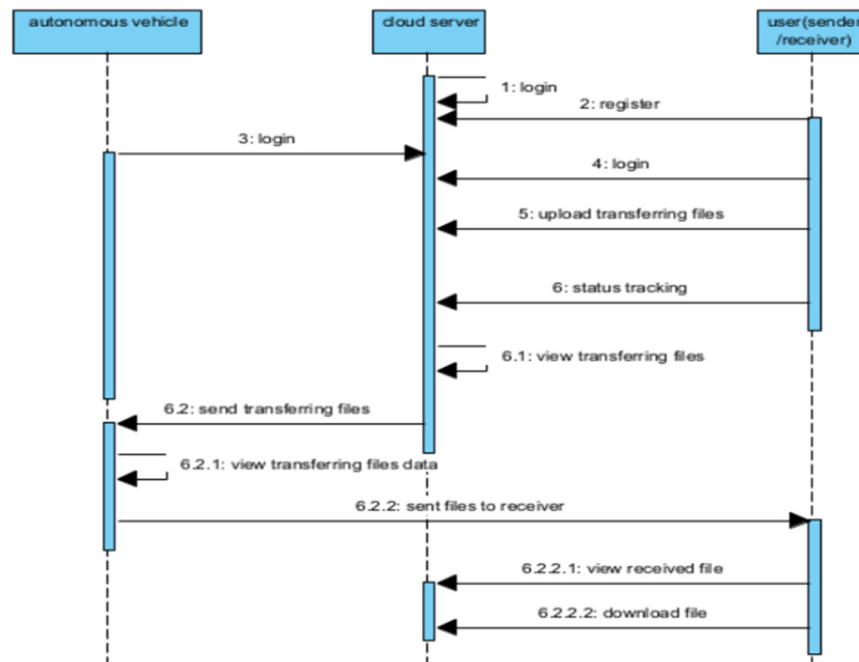 autonomous vehicle
cloud server
user(sender
/receiver)
1: login
2: register
3: login
4: login
5: upload transferring files
6: status tracking
6.1: view transferring files
6.2: send transferring files
6.2.1: view transferring files data
6.2.2: sent files to receiver
6.2.2.1: view received file
6.2.2.2: download file